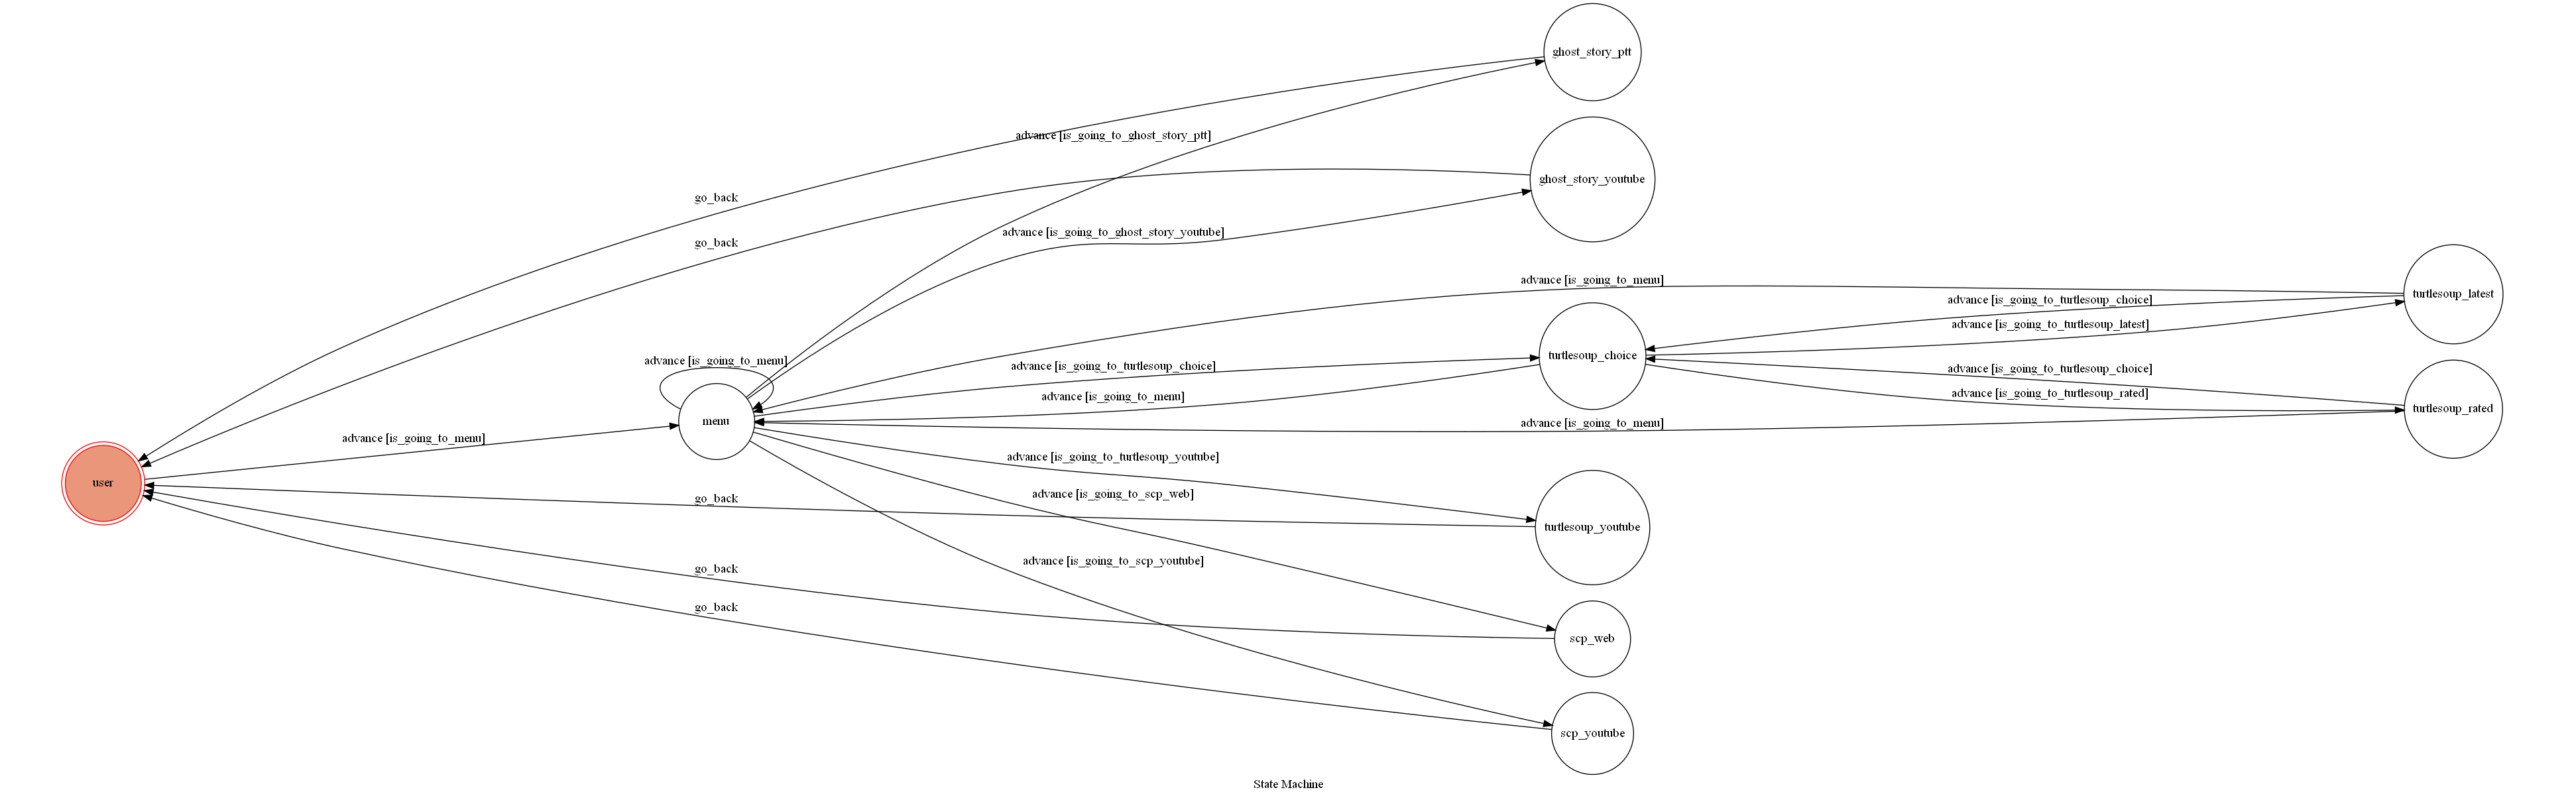 ghost_story_ptt
advance [is_going_to_ghost_story_ptt]
ghost_story_youtube
go_back
advance [is_going_to_ghost_story_youtube]
go_back
advance [is_going_to_menu]
turtlesoup_latest
advance [is_going_to_turtlesoup_choice]
advance [is_going_to_turtlesoup_latest]
turtlesoup_choice
advance [is_going_to_menu]
advance [is_going_to_turtlesoup_choice]
advance [is_going_to_turtlesoup_choice]
advance [is_going_to_turtlesoup_rated]
advance [is_going_to_menu]
turtlesoup_rated
menu
advance [is_going_to_menu]
advance [is_going_to_menu]
advance [is_going_to_turtlesoup_youtube]
user
advance [is_going_to_scp_web]
go_back
turtlesoup_youtube
advance [is_going_to_scp_youtube]
go_back
go_back
scp_web
scp_youtube
State Machine